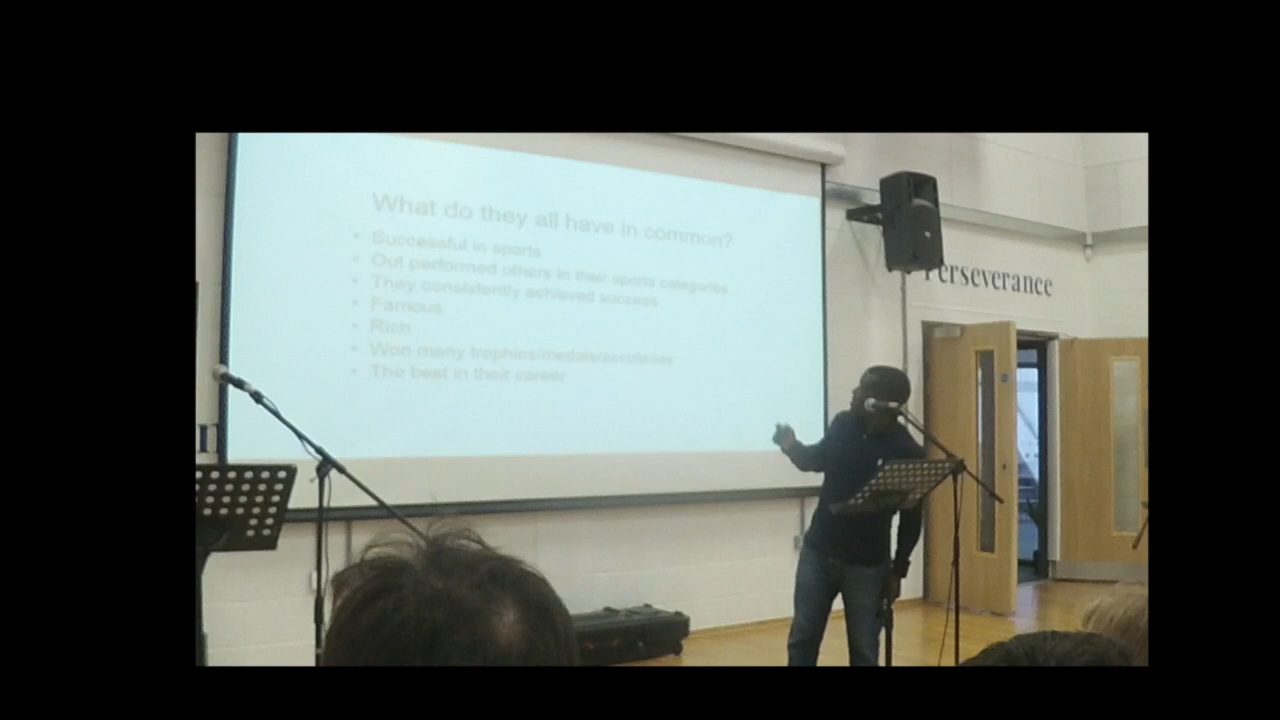 What do they all have in common?
• Successful in sports
• Out performed others in their sports categories
• They consistently achieved success
• Famous
• Rich
• Won many trophies/medals/accolades
• The best in their career
Perseverance